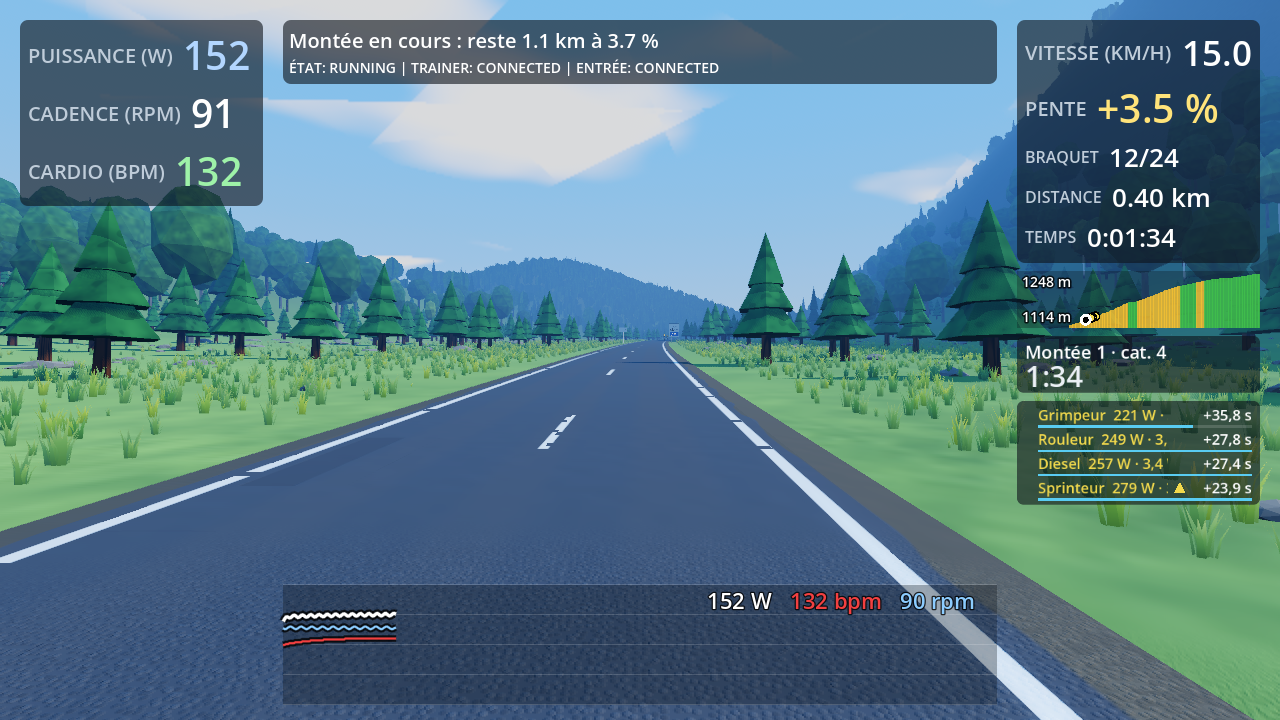 PUISSANCE (W) 152
CADENCE (RPM) 91
CARDIO (BPM) 132
Montée en cours : reste 1.1 km à 3.7 %
ÉTAT: RUNNING | TRAINER: CONNECTED | ENTRÉE: CONNECTED
VITESSE (KM/H) 15.0
PENTE +3.5 %
BRAQUET 12/24
DISTANCE 0.40 km
TEMPS 0:01:34
1248 m
1114 m
Montée 1 · cat. 4
1:34
Grimpeur 221 W · +35,8 s
Rouleur 249 W · 3, +27,8 s
Diesel 257 W · 3,4 +27,4 s
Sprinteur 279 W · +23,9 s
152 W 132 bpm 90 rpm